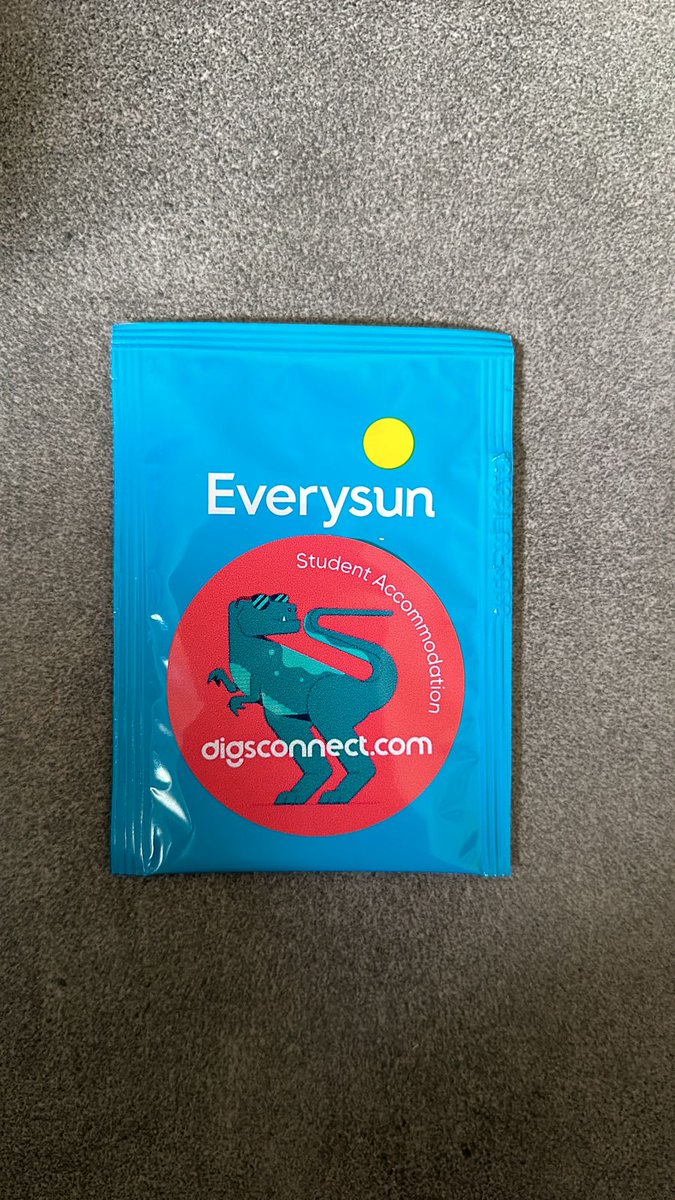 Everysun
Student Accommodation
digsconnect.com